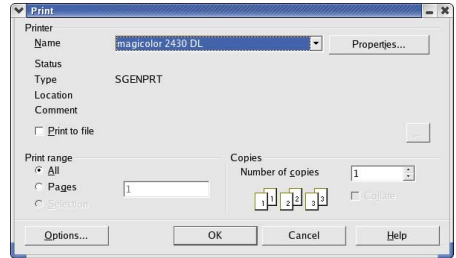 Print
Printer
Name magicolor 2430 DL Properties...
Status
Type SGENPRT
Location
Comment
Print to file ...
Print range
All
Pages 1
Selection
Copies
Number of copies 1
1 1 2 2 3 3 Collate
Options... OK Cancel Help